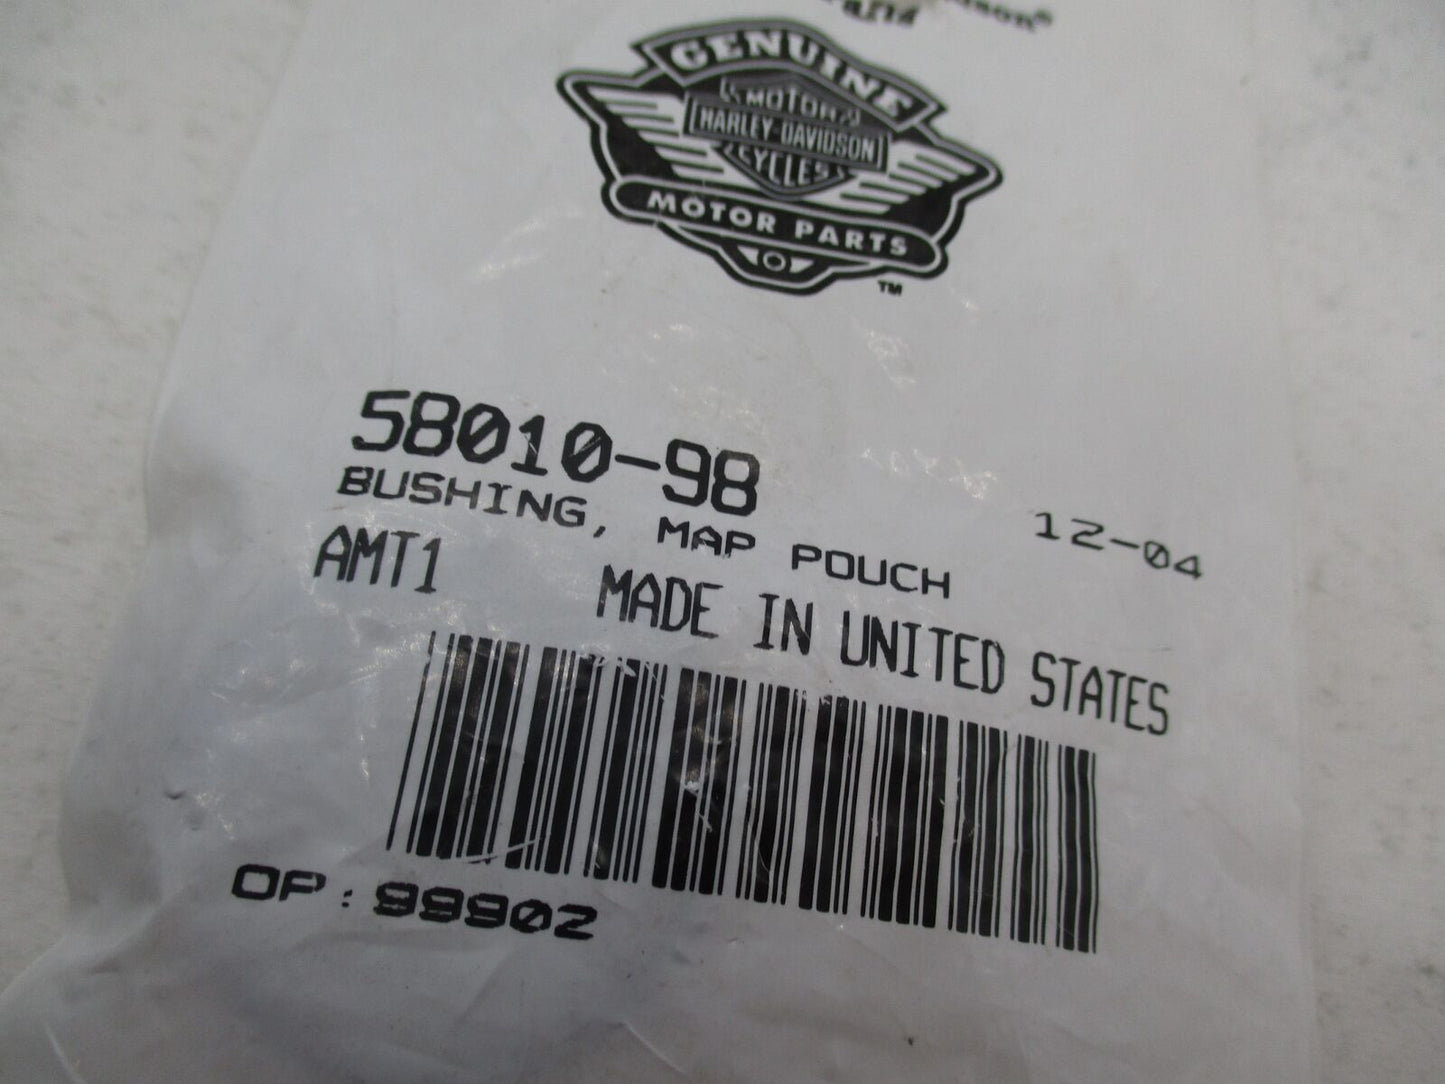 GENUINE
MOTOR
HARLEY-DAVIDSON
CYCLES
MOTOR PARTS
TM
58010-98
BUSHING, MAP POUCH
12-04
AMT1 MADE IN UNITED STATES
OP: 99902